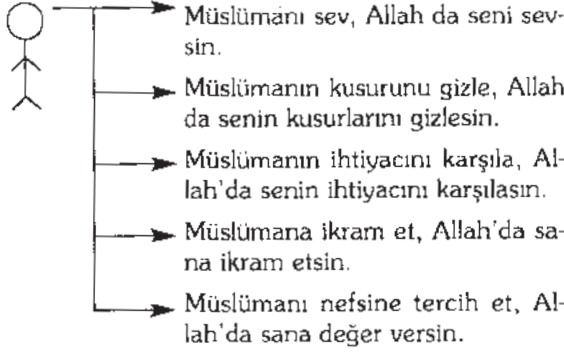 Müslümanı sev, Allah da seni sev-
sin.
Müslümanın kusurunu gizle, Allah
da senin kusurlarını gizlesin.
Müslümanın ihtiyacını karşıla, Al-
lah'da senin ihtiyacını karşılasın.
Müslümana ikram et, Allah'da sa-
na ikram etsin.
Müslümanı nefsine tercih et, Al-
lah'da sana değer versin.